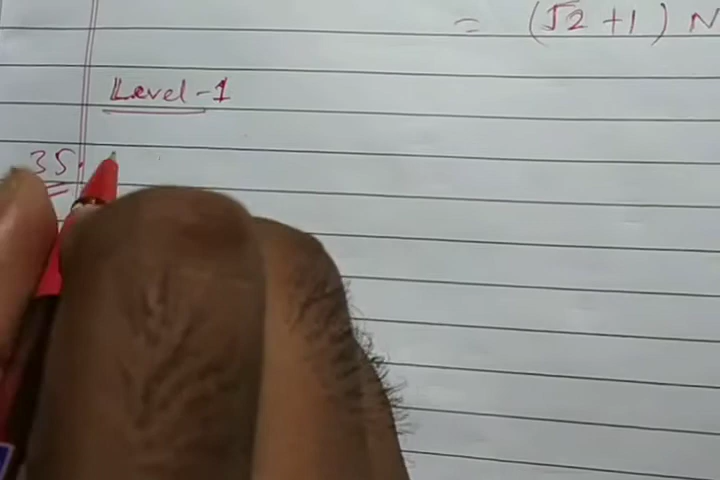 = (√2 + 1) N
Level-1
35.